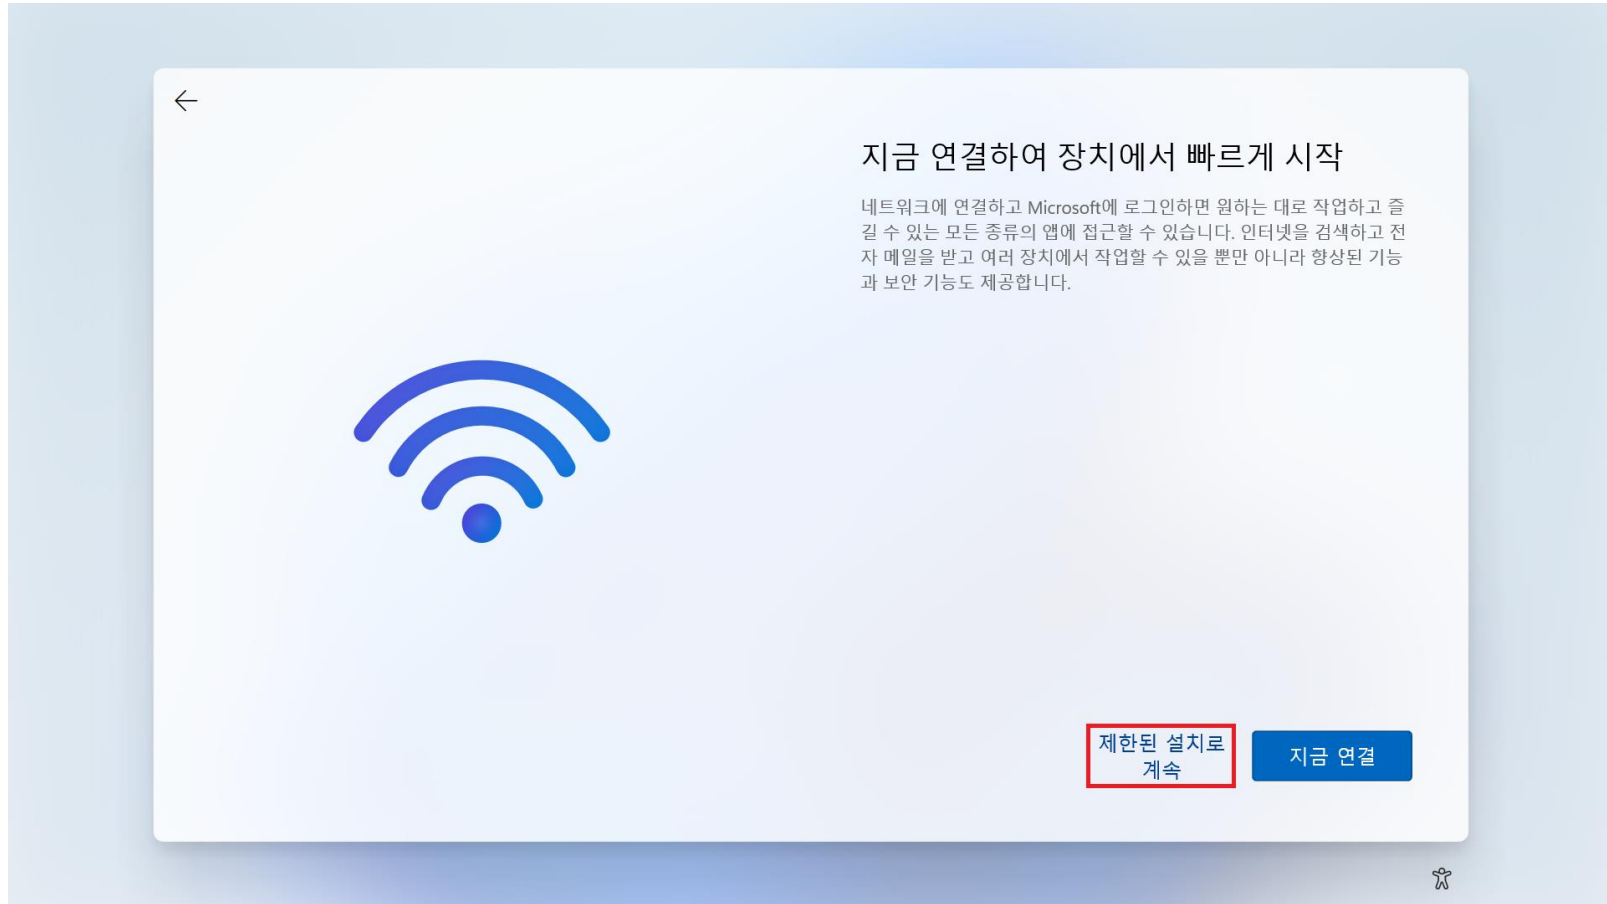 지금 연결하여 장치에서 빠르게 시작
네트워크에 연결하고 Microsoft에 로그인하면 원하는 대로 작업하고 즐
길 수 있는 모든 종류의 앱에 접근할 수 있습니다. 인터넷을 검색하고 전
자 메일을 받고 여러 장치에서 작업할 수 있을 뿐만 아니라 향상된 기능
과 보안 기능도 제공합니다.
제한된 설치로
계속
지금 연결